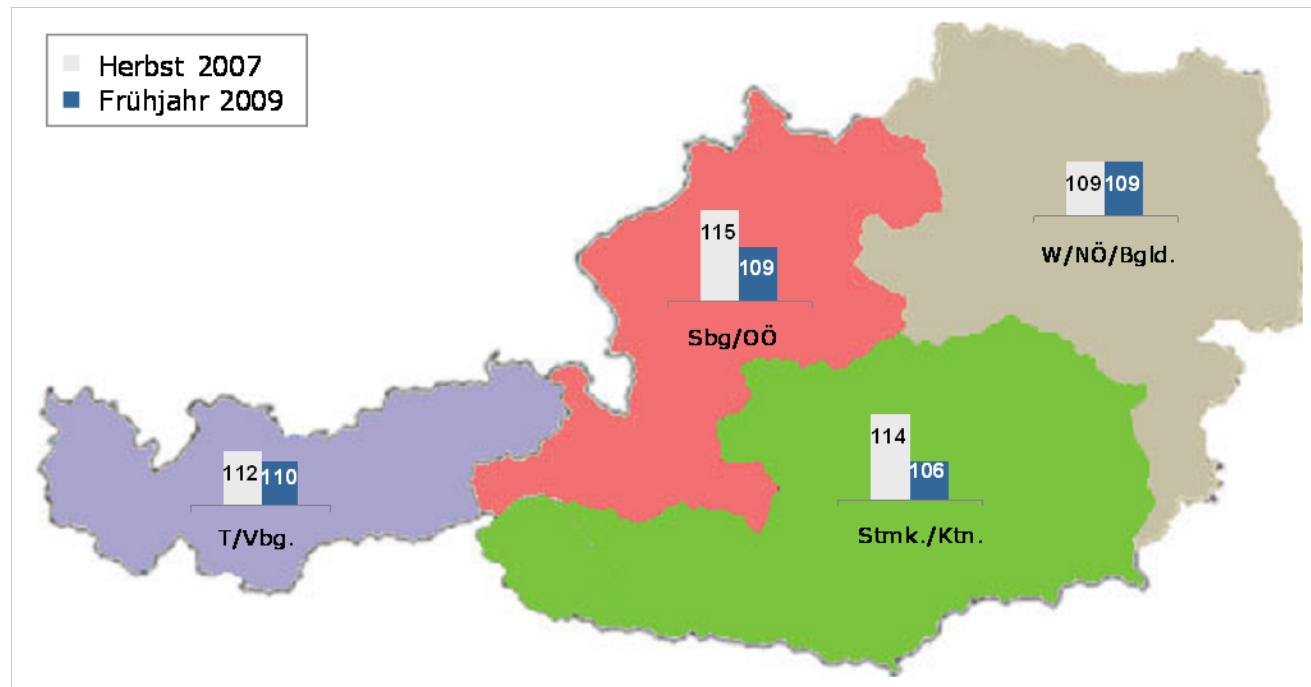 Herbst 2007
Frühjahr 2009
109 109
W/NÖ/Bgld.
115
109
Sbg/OÖ
114
106
Stmk./Ktn.
112 110
T/Vbg.